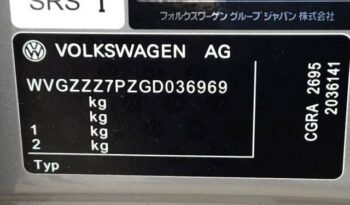 SRS 1
フォルクスワーゲン グループ ジャパン 株式会社
VOLKSWAGEN AG
WVGZZZ7PZGD036969
kg
kg
1 kg
2 kg
Typ
CGRA 2695
2036141